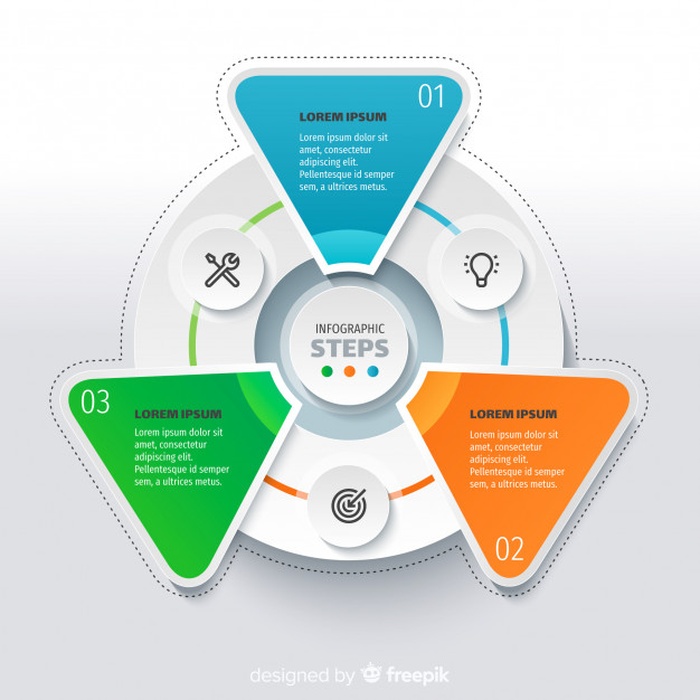 01
LOREM IPSUM
Lorem ipsum dolor sit
amet, consectetur
adipiscing elit.
Pellentesque id semper
sem, a ultrices metus.
INFOGRAPHIC
STEPS
03
LOREM IPSUM
Lorem ipsum dolor sit
amet, consectetur
adipiscing elit.
Pellentesque id semper
sem, a ultrices metus.
LOREM IPSUM
Lorem ipsum dolor sit
amet, consectetur
adipiscing elit.
Pellentesque id semper
sem, a ultrices metus.
02
designed by freepik